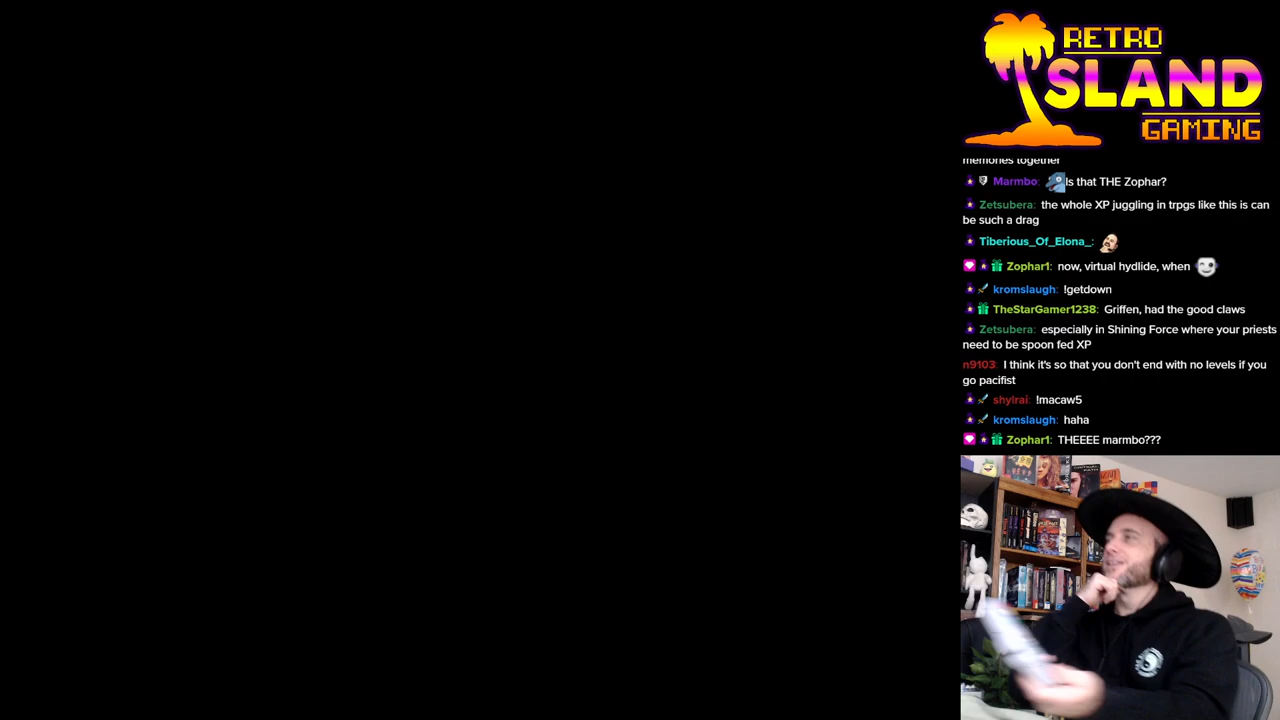 RETRO
ISLAND
GAMING
memories together
Marmbo: Is that THE Zophar?
Zetsubera: the whole XP juggling in trpgs like this is can
be such a drag
Tiberious_Of_Elona_:
Zophar1: now, virtual hydlide, when
kromslaugh: !getdown
TheStarGamer1238: Griffen, had the good claws
Zetsubera: especially in Shining Force where your priests
need to be spoon fed XP
n9103: I think it's so that you don't end with no levels if you
go pacifist
shylrai: !macaw5
kromslaugh: haha
Zophar1: THEEEE marmbo???